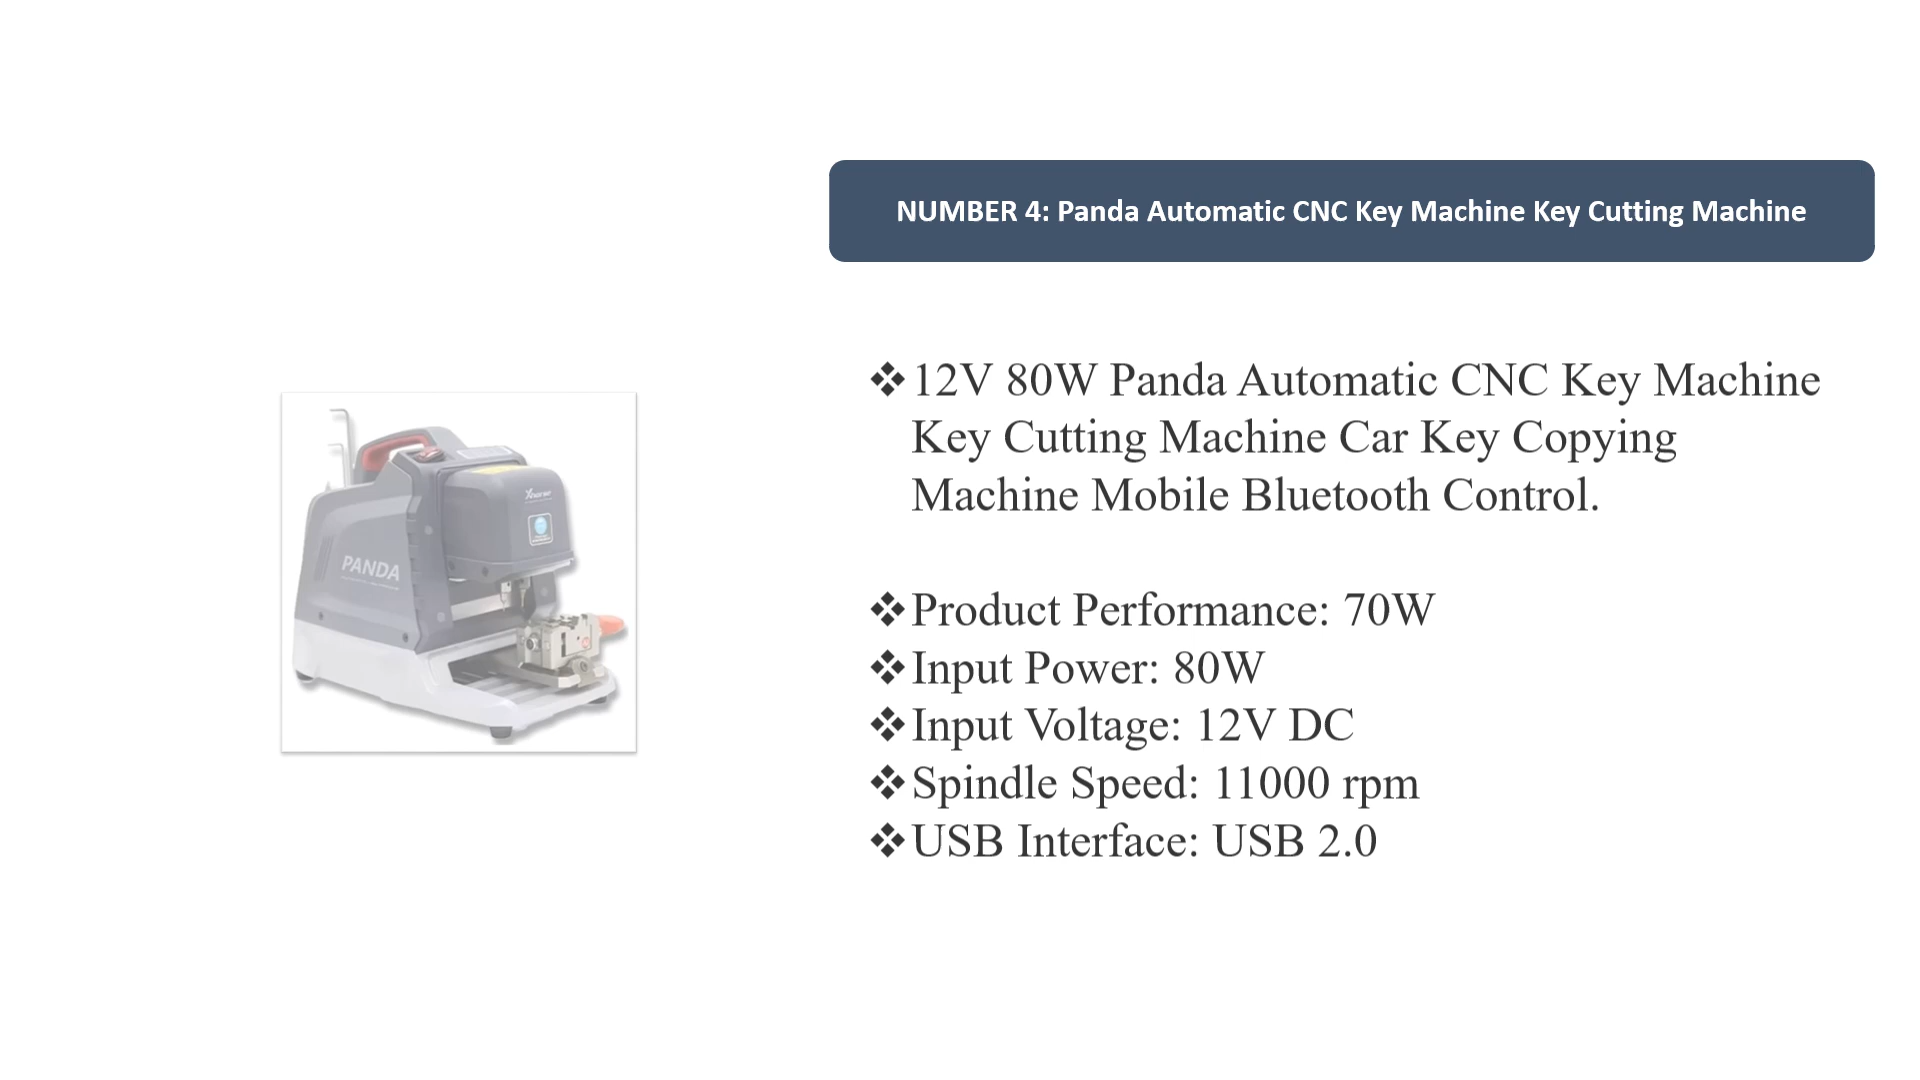 NUMBER 4: Panda Automatic CNC Key Machine Key Cutting Machine
❖12V 80W Panda Automatic CNC Key Machine
Key Cutting Machine Car Key Copying
Machine Mobile Bluetooth Control.
❖Product Performance: 70W
❖Input Power: 80W
❖Input Voltage: 12V DC
❖Spindle Speed: 11000 rpm
❖USB Interface: USB 2.0
Xhorse
PANDA